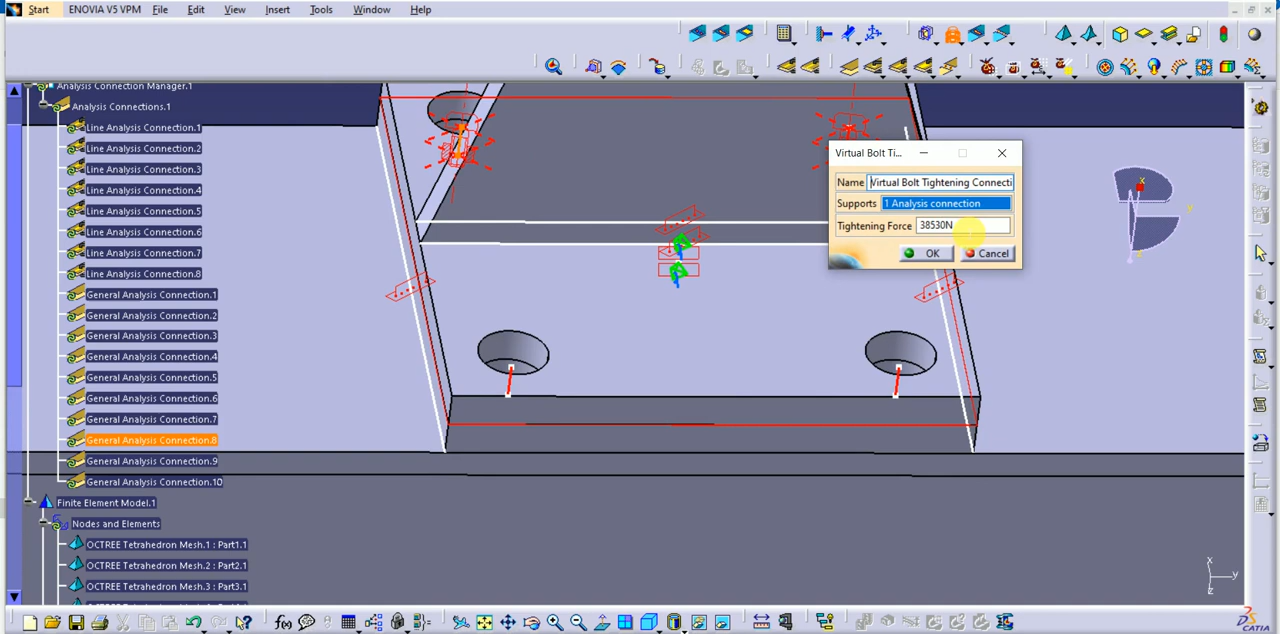 Start ENOVIA V5 VPM File Edit View Insert Tools Window Help
Analysis Connection Manager.1
Analysis Connections.1
Line Analysis Connection.1
Line Analysis Connection.2
Line Analysis Connection.3
Line Analysis Connection.4
Line Analysis Connection.5
Line Analysis Connection.6
Line Analysis Connection.7
Line Analysis Connection.8
General Analysis Connection.1
General Analysis Connection.2
General Analysis Connection.3
General Analysis Connection.4
General Analysis Connection.5
General Analysis Connection.6
General Analysis Connection.7
General Analysis Connection.8
General Analysis Connection.9
General Analysis Connection.10
Finite Element Model.1
Nodes and Elements
OCTREE Tetrahedron Mesh.1 : Part1.1
OCTREE Tetrahedron Mesh.2 : Part2.1
OCTREE Tetrahedron Mesh.3 : Part3.1
Virtual Bolt Ti...
Name Virtual Bolt Tightening Connecti
Supports 1 Analysis connection
Tightening Force 38530N
OK Cancel
x
y
z
x
y
z
f(x)
CATIA